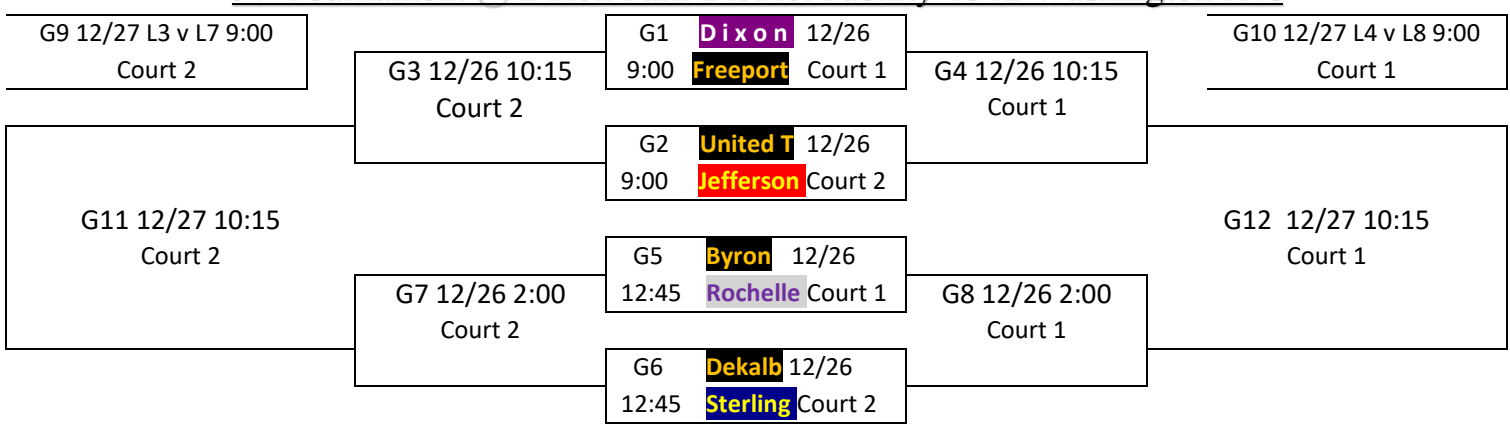 G9 12/27 L3 v L7 9:00
Court 2
G1 Dixon 12/26
9:00 Freeport Court 1
G10 12/27 L4 v L8 9:00
Court 1
G3 12/26 10:15
Court 2
G4 12/26 10:15
Court 1
G2 United T 12/26
9:00 Jefferson Court 2
G11 12/27 10:15
Court 2
G12 12/27 10:15
Court 1
G5 Byron 12/26
12:45 Rochelle Court 1
G7 12/26 2:00
Court 2
G8 12/26 2:00
Court 1
G6 Dekalb 12/26
12:45 Sterling Court 2